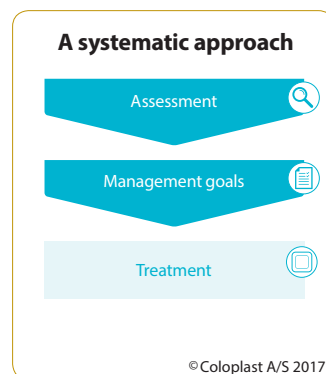 A systematic approach
Assessment
Management goals
Treatment
© Coloplast A/S 2017